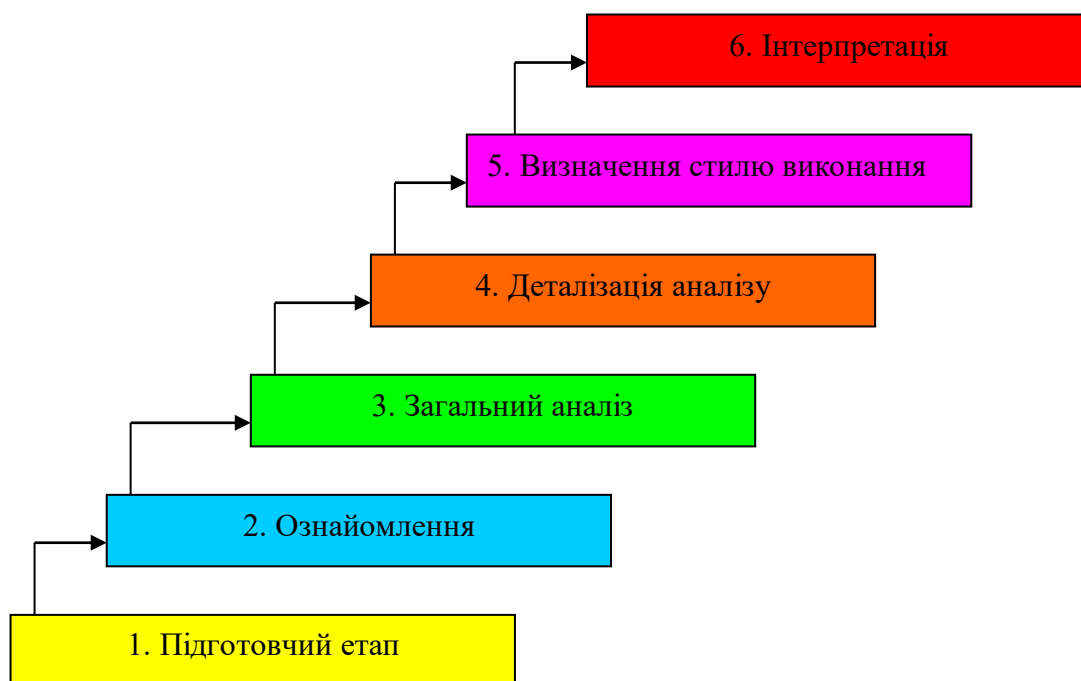 6. Інтерпретація
5. Визначення стилю виконання
4. Деталізація аналізу
3. Загальний аналіз
2. Ознайомлення
1. Підготовчий етап